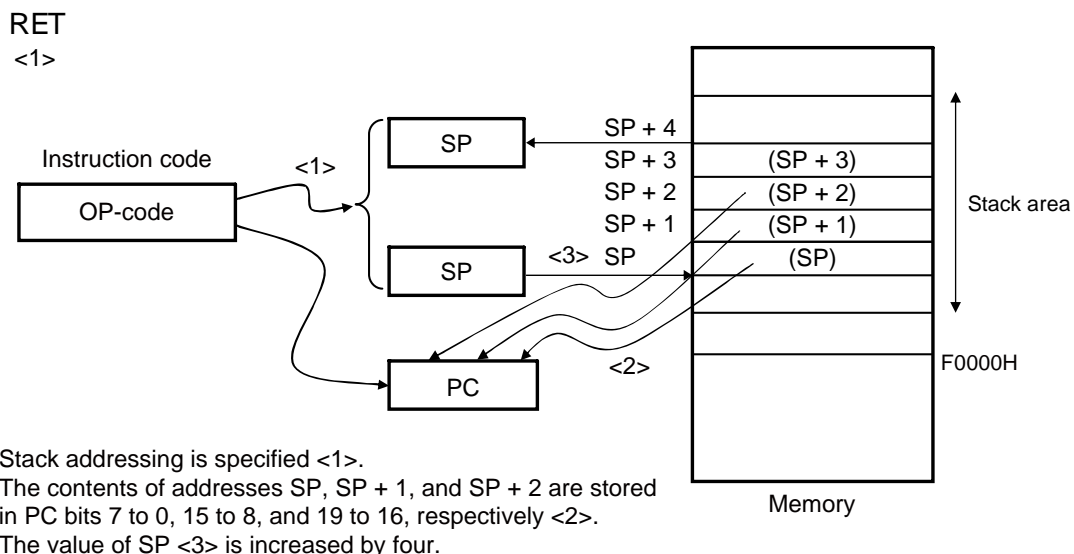 RET
<1>
SP + 4
SP
SP + 3
(SP + 3)
Instruction code
<1>
SP + 2
(SP + 2)
OP-code
Stack area
SP + 1
(SP + 1)
SP
<3>
SP
(SP)
<2>
F0000H
PC
Stack addressing is specified <1>.
The contents of addresses SP, SP + 1, and SP + 2 are stored
in PC bits 7 to 0, 15 to 8, and 19 to 16, respectively <2>.
The value of SP <3> is increased by four.
Memory